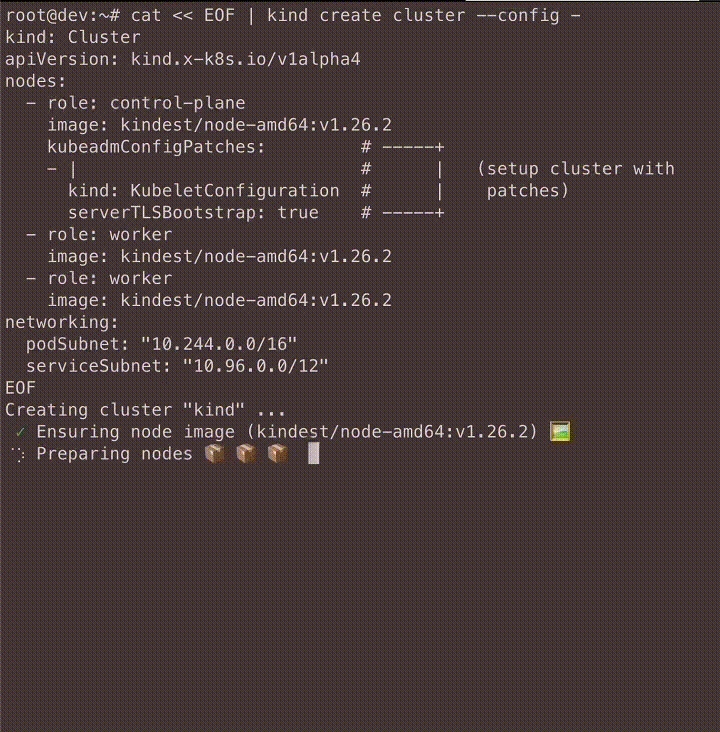 root@dev:~# cat << EOF | kind create cluster --config -
kind: Cluster
apiVersion: kind.x-k8s.io/v1alpha4
nodes:
  - role: control-plane
    image: kindest/node-amd64:v1.26.2
    kubeadmConfigPatches:         # -----+
    - |                           #      |   (setup cluster with
      kind: KubeletConfiguration  #      |    patches)
      serverTLSBootstrap: true    # -----+
  - role: worker
    image: kindest/node-amd64:v1.26.2
  - role: worker
    image: kindest/node-amd64:v1.26.2
networking:
  podSubnet: "10.244.0.0/16"
  serviceSubnet: "10.96.0.0/12"
EOF
Creating cluster "kind" ...
 ✓ Ensuring node image (kindest/node-amd64:v1.26.2) 🖼
Preparing nodes 📦 📦 📦